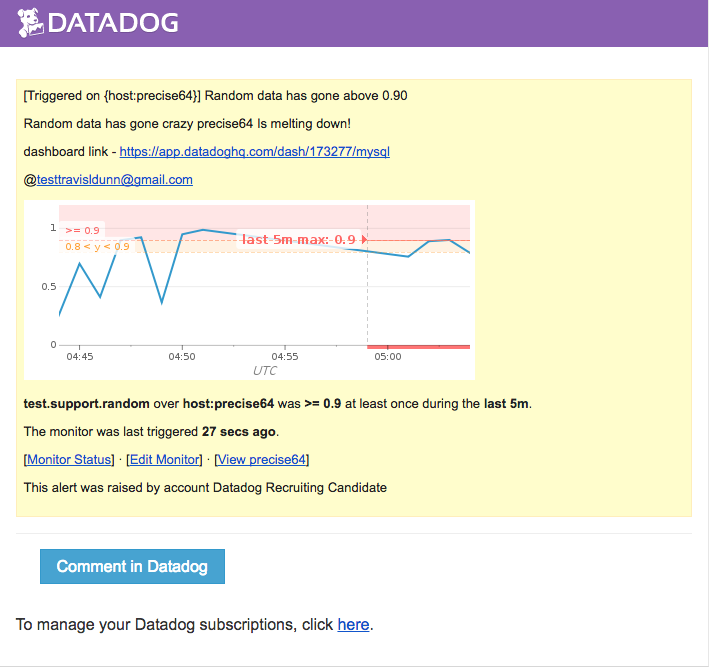 DATADOG
[Triggered on {host:precise64}] Random data has gone above 0.90
Random data has gone crazy precise64 Is melting down!
dashboard link - https://app.datadoghq.com/dash/173277/mysql
@testtravisldunn@gmail.com
1
>= 0.9
last 5m max: 0.9
0.8 < y < 0.9
0.5
0
04:45 04:50 04:55 05:00
UTC
test.support.random over host:precise64 was >= 0.9 at least once during the last 5m.
The monitor was last triggered 27 secs ago.
[Monitor Status] · [Edit Monitor] · [View precise64]
This alert was raised by account Datadog Recruiting Candidate
Comment in Datadog
To manage your Datadog subscriptions, click here.